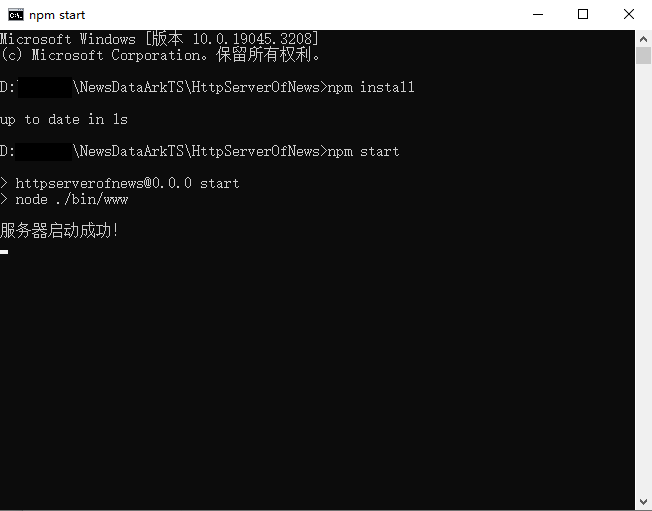 npm start
Microsoft Windows [版本 10.0.19045.3208]
(c) Microsoft Corporation。保留所有权利。
D:\NewsDataArkTS\HttpServerOfNews>npm install
up to date in 1s
D:\NewsDataArkTS\HttpServerOfNews>npm start
> httpserverofnews@0.0.0 start
> node ./bin/www
服务器启动成功!